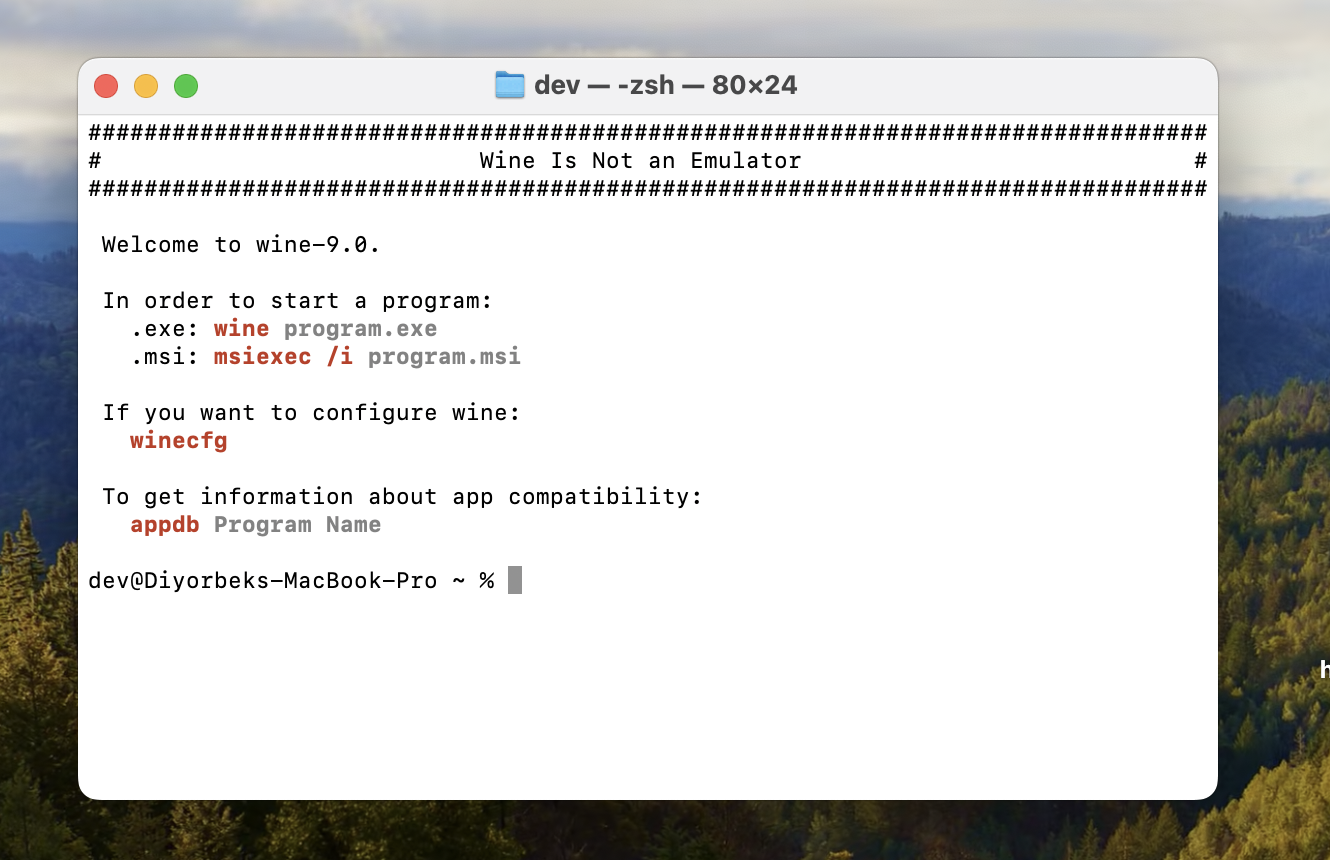 dev — -zsh — 80×24
################################################################################
#                            Wine Is Not an Emulator                            #
################################################################################
Welcome to wine-9.0.
In order to start a program:
.exe: wine program.exe
.msi: msiexec /i program.msi
If you want to configure wine:
winecfg
To get information about app compatibility:
appdb Program Name
dev@Diyorbeks-MacBook-Pro ~ %